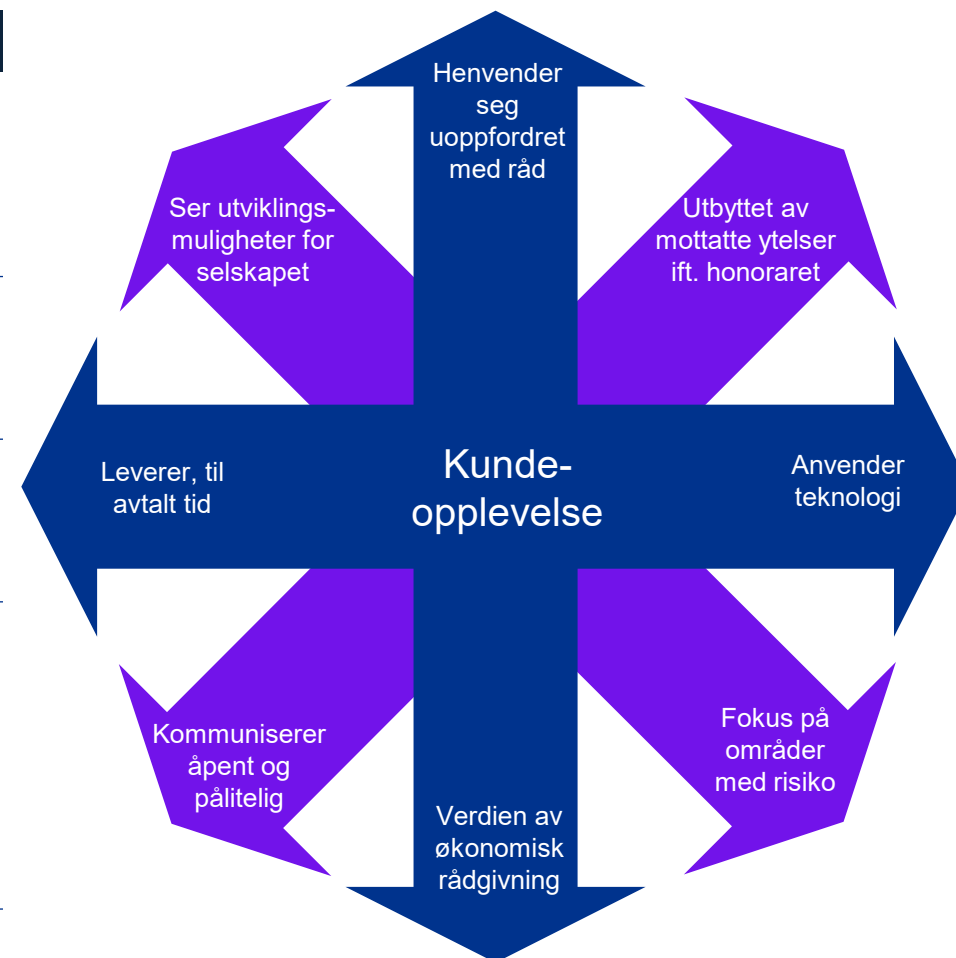 Henvender
seg
uoppfordret
med råd
Ser utviklings-
muligheter for
selskapet
Utbyttet av
mottatte ytelser
ift. honoraret
Leverer, til
avtalt tid
Kunde-
opplevelse
Anvender
teknologi
Kommuniserer
åpent og
pålitelig
Fokus på
områder
med risiko
Verdien av
økonomisk
rådgivning